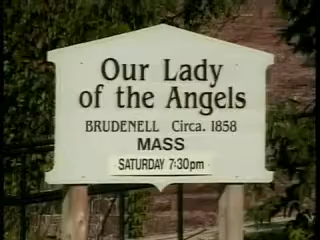 Our Lady
of the Angels
BRUDENELL Circa. 1858
MASS
SATURDAY 7:30pm